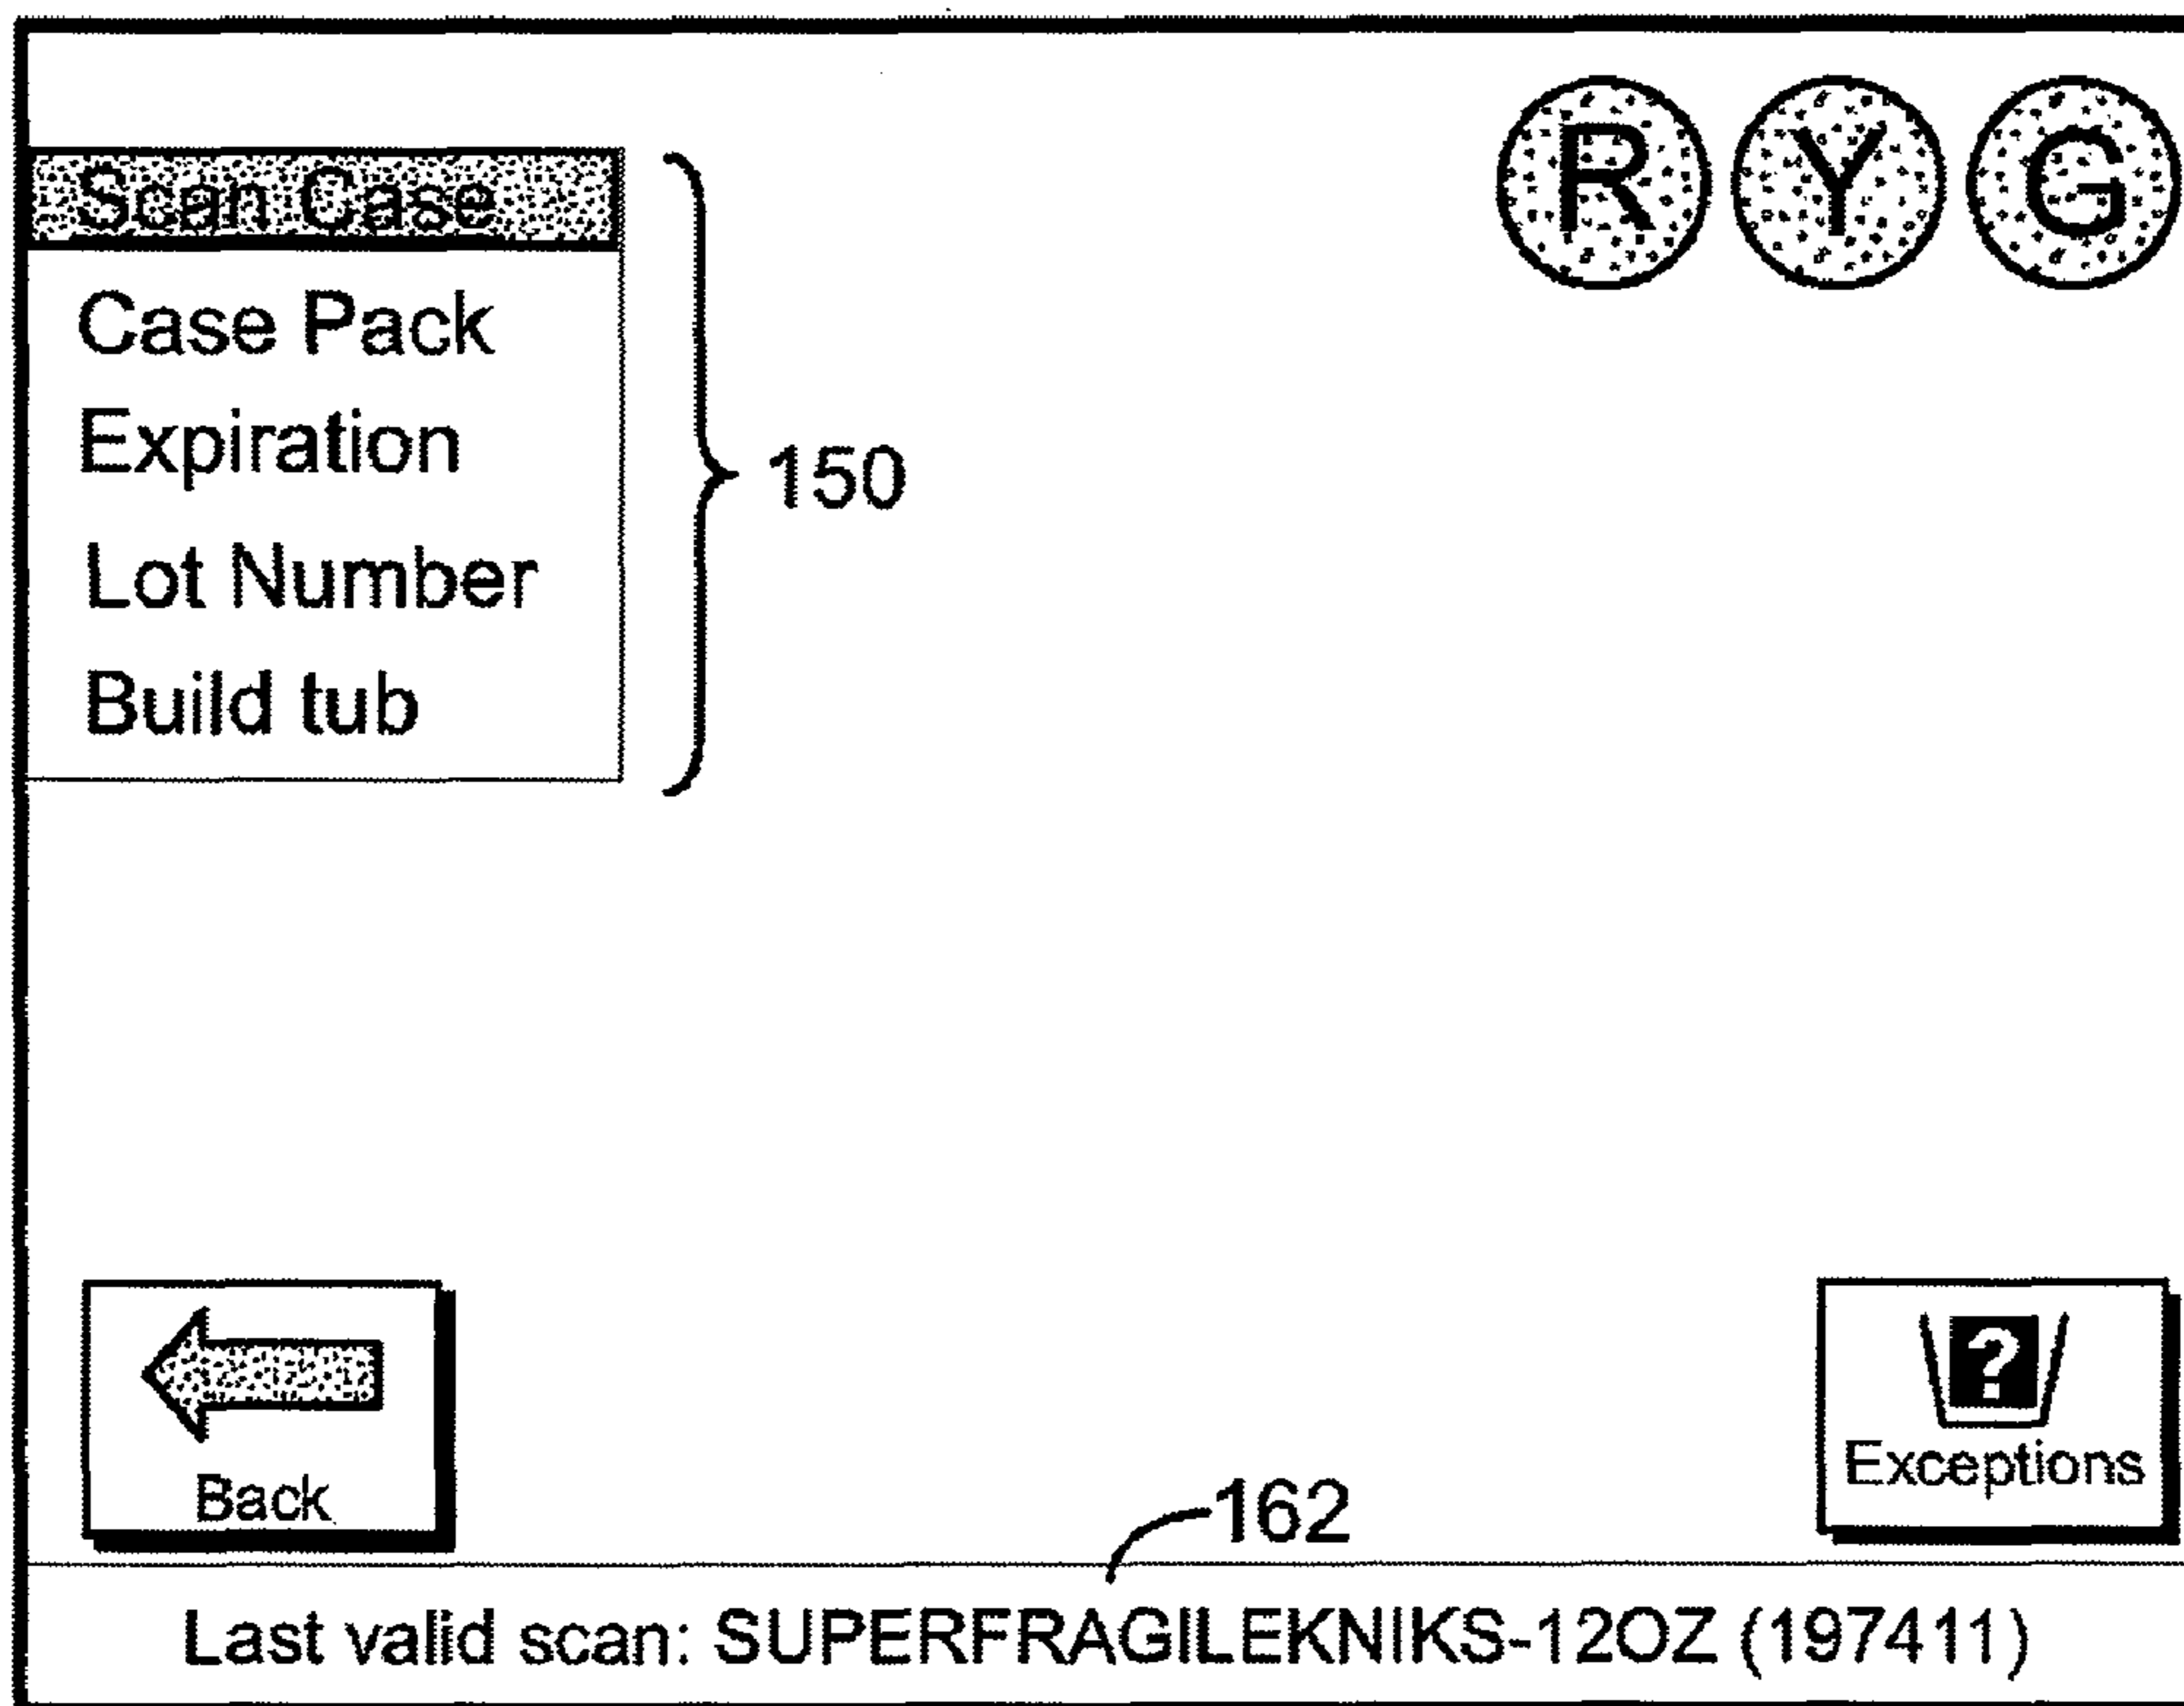 R Y G
Scan Case
Case Pack
Expiration
Lot Number
Build tub
150
?
Back
Exceptions
162
Last valid scan: SUPERFRAGILEKNIKS-12OZ (197411)